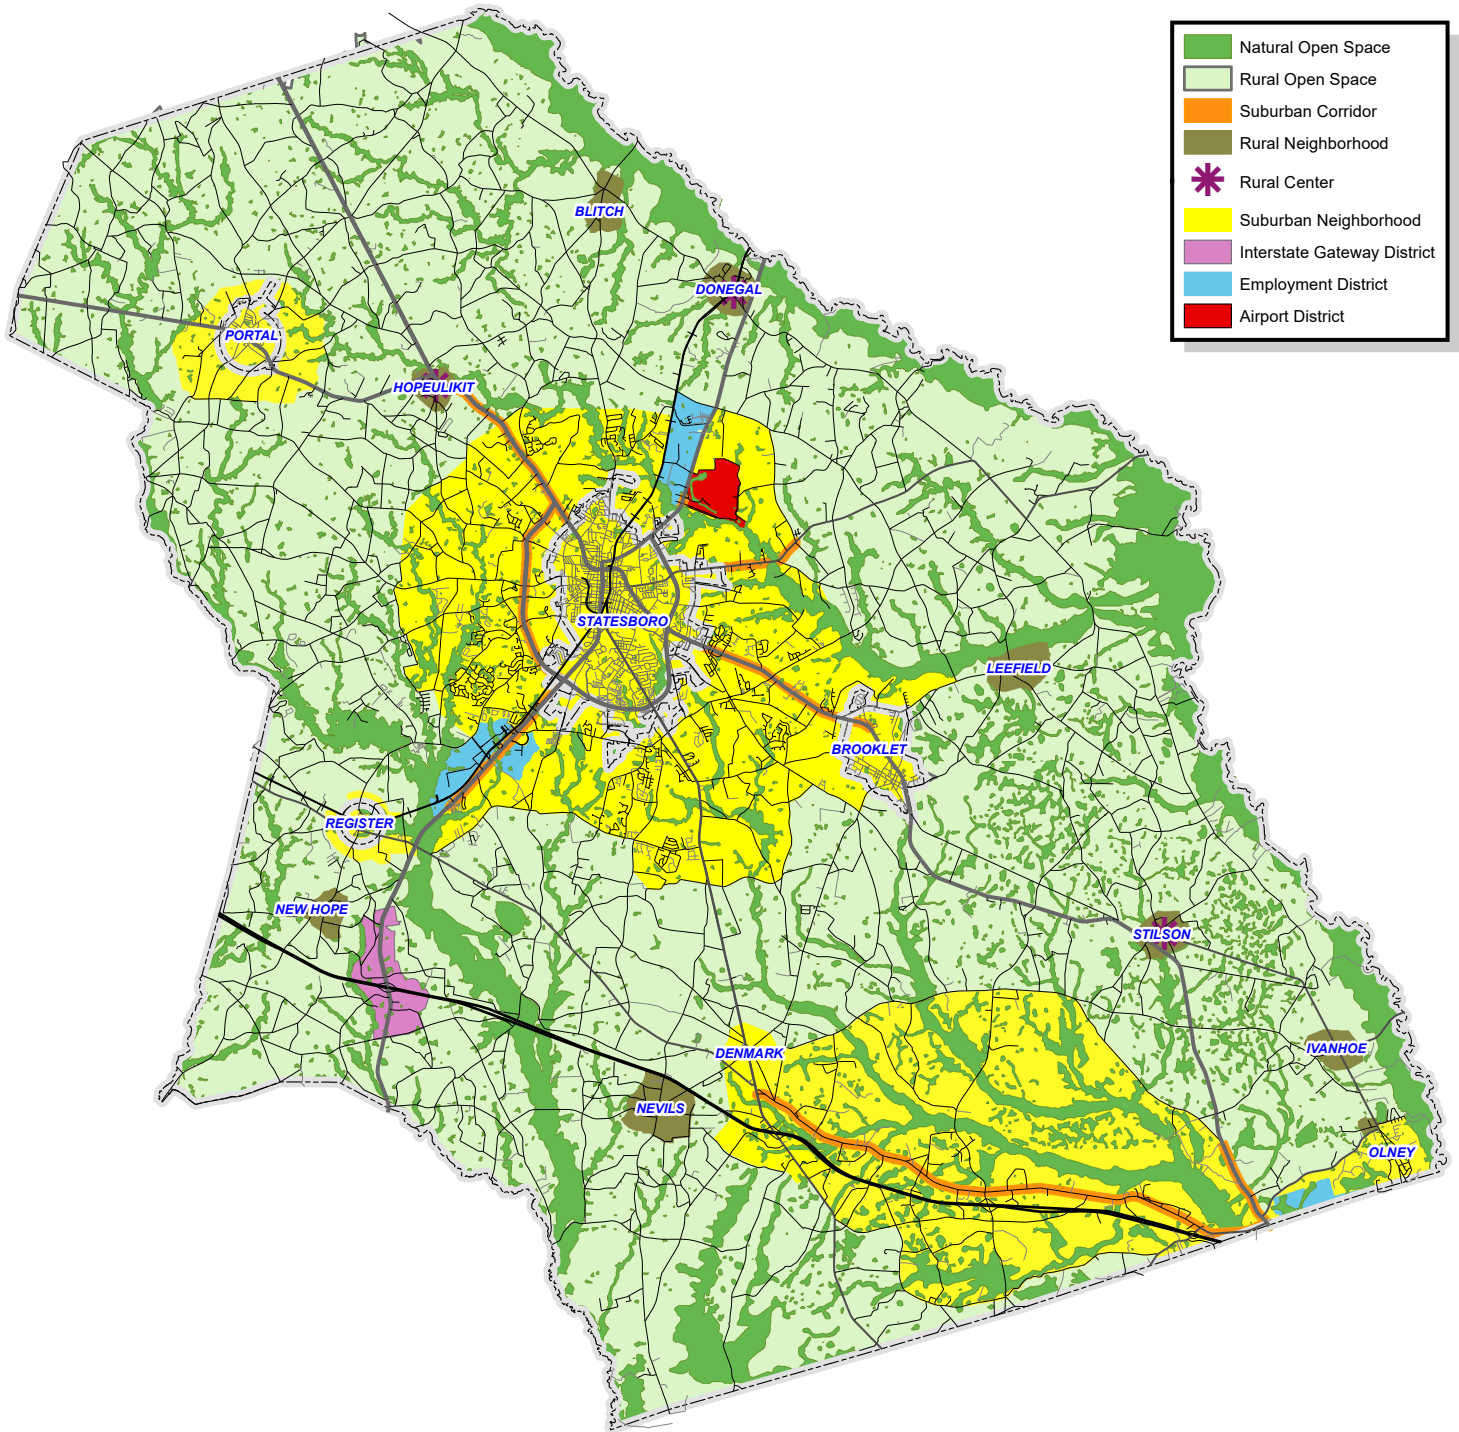 Natural Open Space
Rural Open Space
Suburban Corridor
Rural Neighborhood
Rural Center
Suburban Neighborhood
Interstate Gateway District
Employment District
Airport District
BLITCH
DONEGAL
PORTAL
HOPEULIKIT
STATESBORO
LEEFIELD
BROOKLET
REGISTER
NEW HOPE
STILSON
IVANHOE
DENMARK
NEVILS
OLNEY